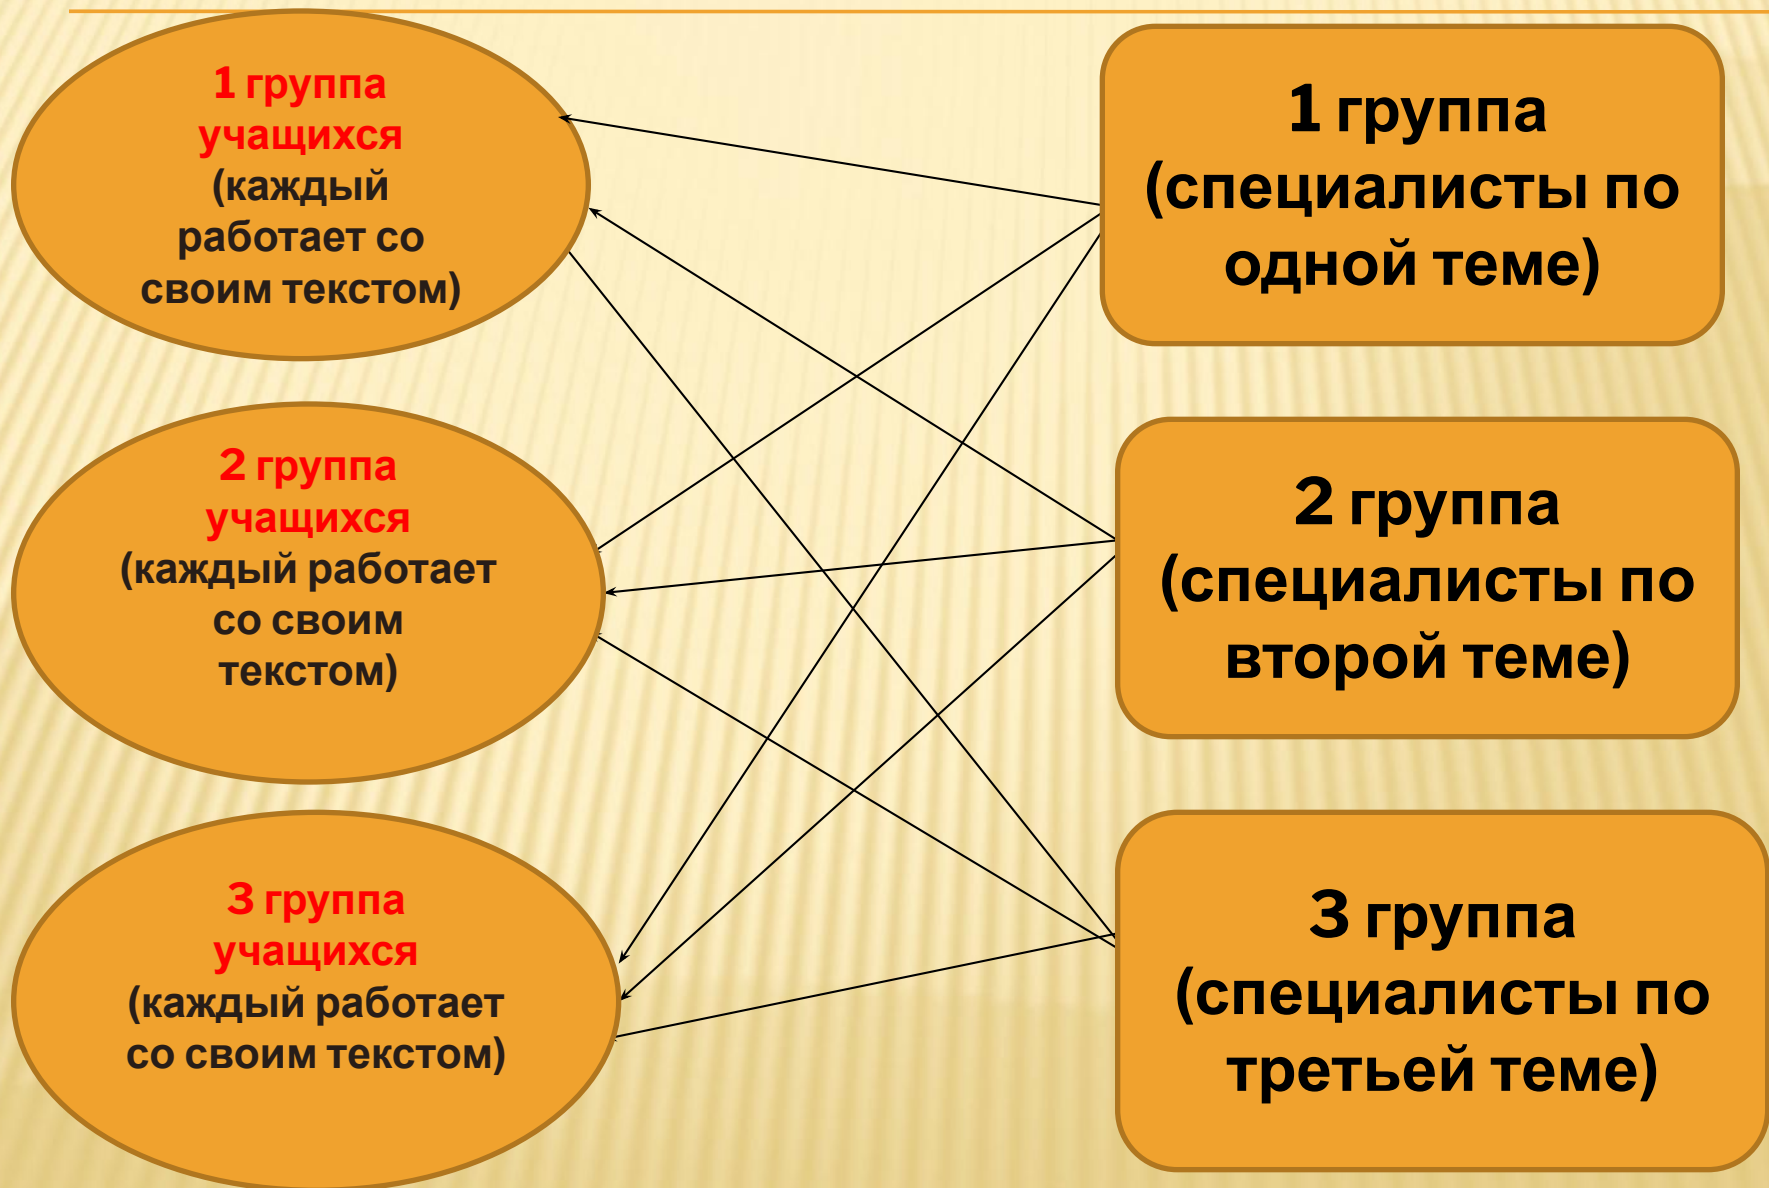 1 группа
учащихся
(каждый
работает со
своим текстом)
2 группа
учащихся
(каждый работает
со своим
текстом)
3 группа
учащихся
(каждый работает
со своим текстом)
1 группа
(специалисты по
одной теме)
2 группа
(специалисты по
второй теме)
3 группа
(специалисты по
третьей теме)